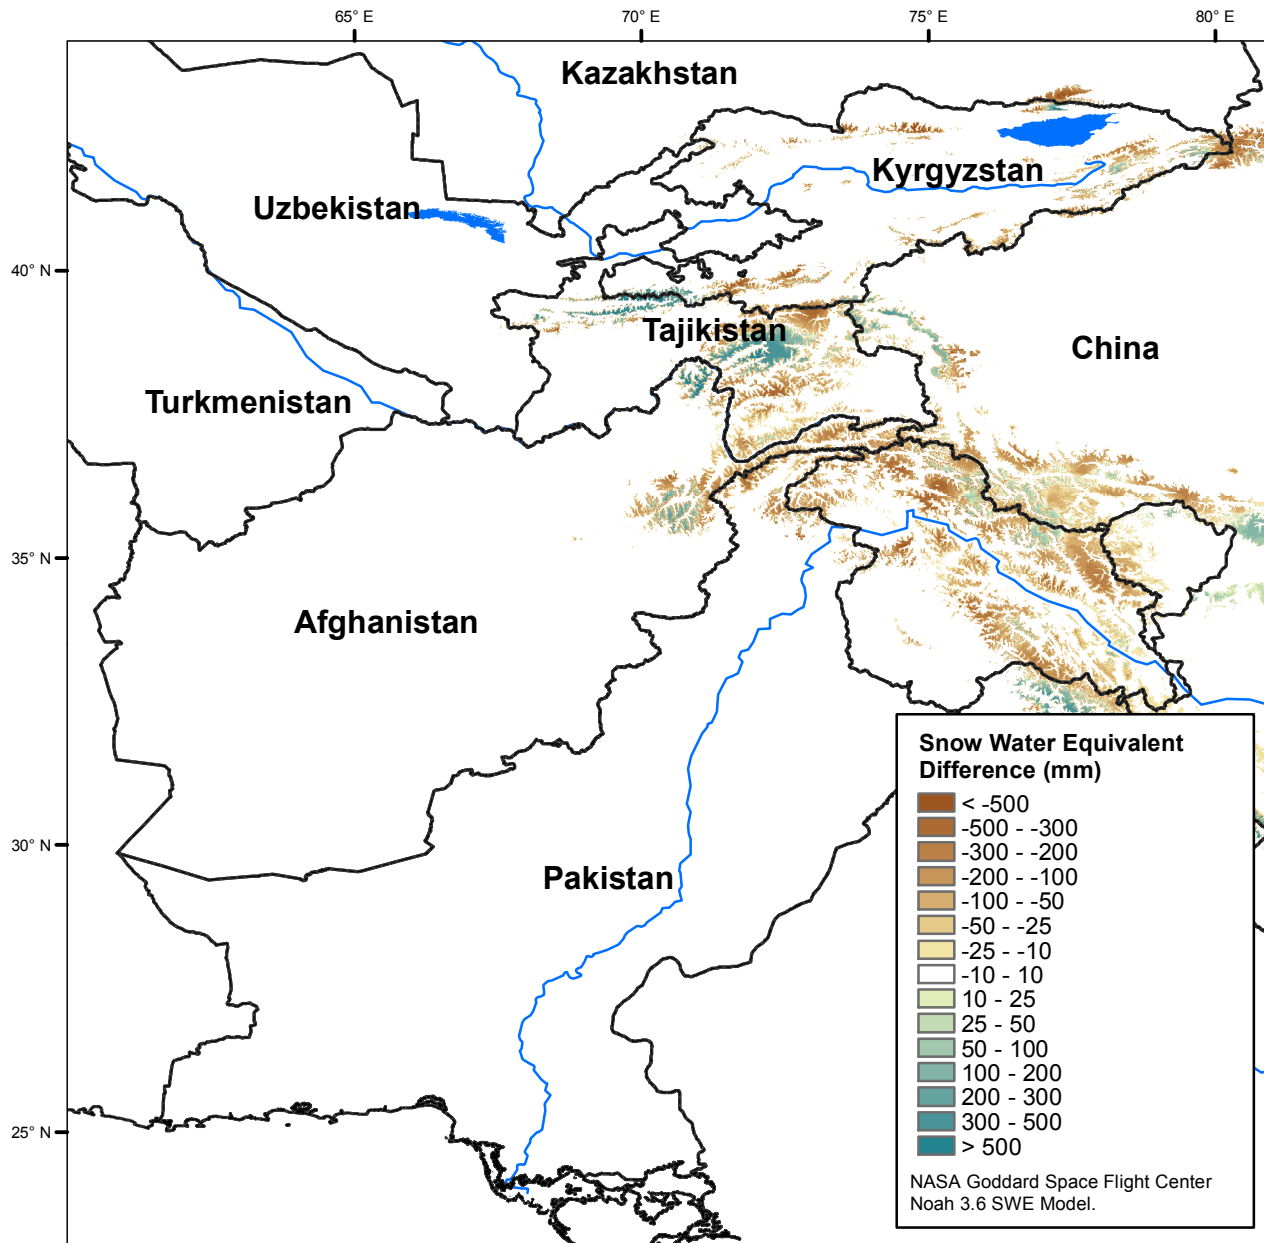 65° E
70° E
75° E
80° E
Kazakhstan
Kyrgyzstan
Uzbekistan
40° N
Tajikistan
China
Turkmenistan
35° N
Afghanistan
Snow Water Equivalent
Difference (mm)
< -500
-500 - -300
-300 - -200
-200 - -100
-100 - -50
-50 - -25
-25 - -10
-10 - 10
10 - 25
25 - 50
50 - 100
100 - 200
200 - 300
300 - 500
> 500
NASA Goddard Space Flight Center
Noah 3.6 SWE Model.
30° N
Pakistan
25° N